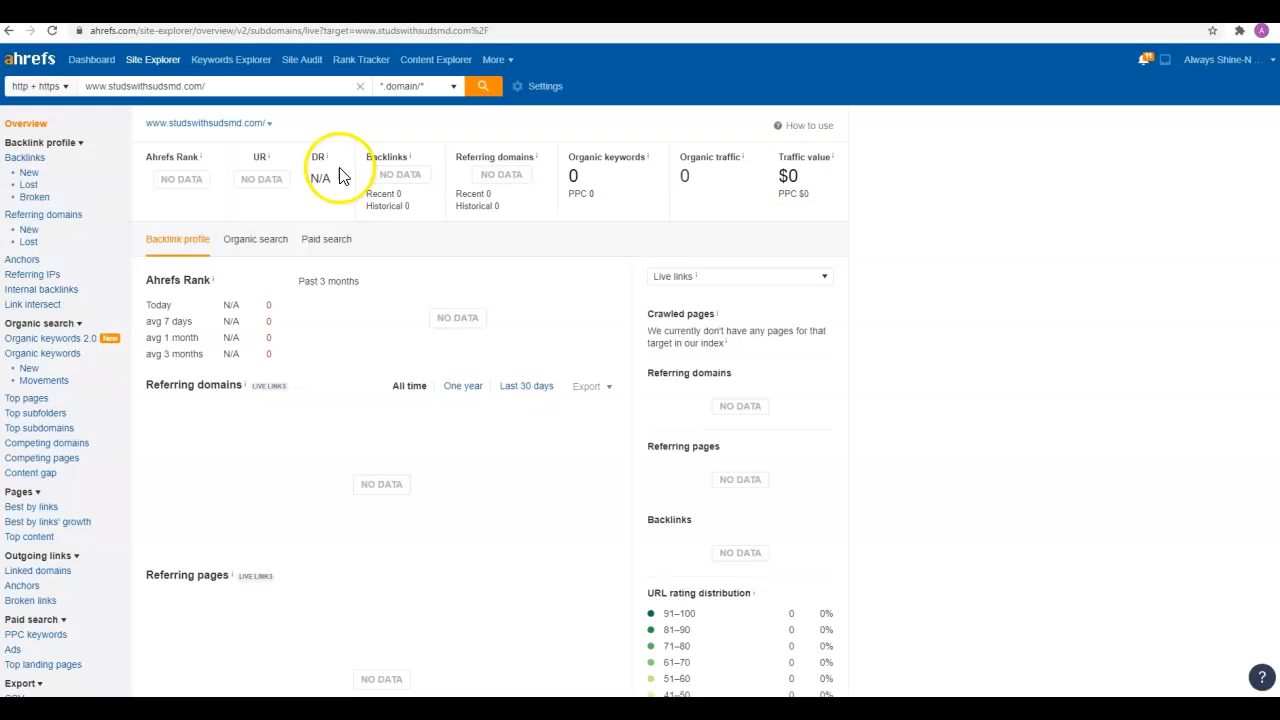 ahrefs.com/site-explorer/overview/v2/subdomains/live?target=www.studswithsudsmd.com%2F
A
ahrefs Dashboard Site Explorer Keywords Explorer Site Audit Rank Tracker Content Explorer More Always Shine-N ...
http + https www.studswithsudsmd.com/ *.domain/* Settings
Overview
Backlink profile
Backlinks
New
Lost
Broken
Referring domains
New
Lost
Anchors
Referring IPs
Internal backlinks
Link intersect
Organic search
Organic keywords 2.0 New
Organic keywords
New
Movements
Top pages
Top subfolders
Top subdomains
Competing domains
Competing pages
Content gap
Pages
Best by links
Best by links' growth
Top content
Outgoing links
Linked domains
Anchors
Broken links
Paid search
PPC keywords
Ads
Top landing pages
Export
www.studswithsudsmd.com/
How to use
Ahrefs Rank UR DR Backlinks Referring domains Organic keywords Organic traffic Traffic value
NO DATA NO DATA N/A NO DATA NO DATA 0 0 $0
Recent 0 Recent 0 PPC 0 PPC $0
Historical 0 Historical 0
Backlink profile Organic search Paid search
Ahrefs Rank Past 3 months
Today N/A 0
avg 7 days N/A 0
avg 1 month N/A 0
avg 3 months N/A 0
NO DATA
Referring domains LIVE LINKS All time One year Last 30 days Export
NO DATA
Referring pages LIVE LINKS
NO DATA
Live links
Crawled pages
We currently don't have any pages for that
target in our index
Referring domains
NO DATA
Referring pages
NO DATA
Backlinks
NO DATA
URL rating distribution
91–100 0 0%
81–90 0 0%
71–80 0 0%
61–70 0 0%
51–60 0 0%
41–50 0 0%
?